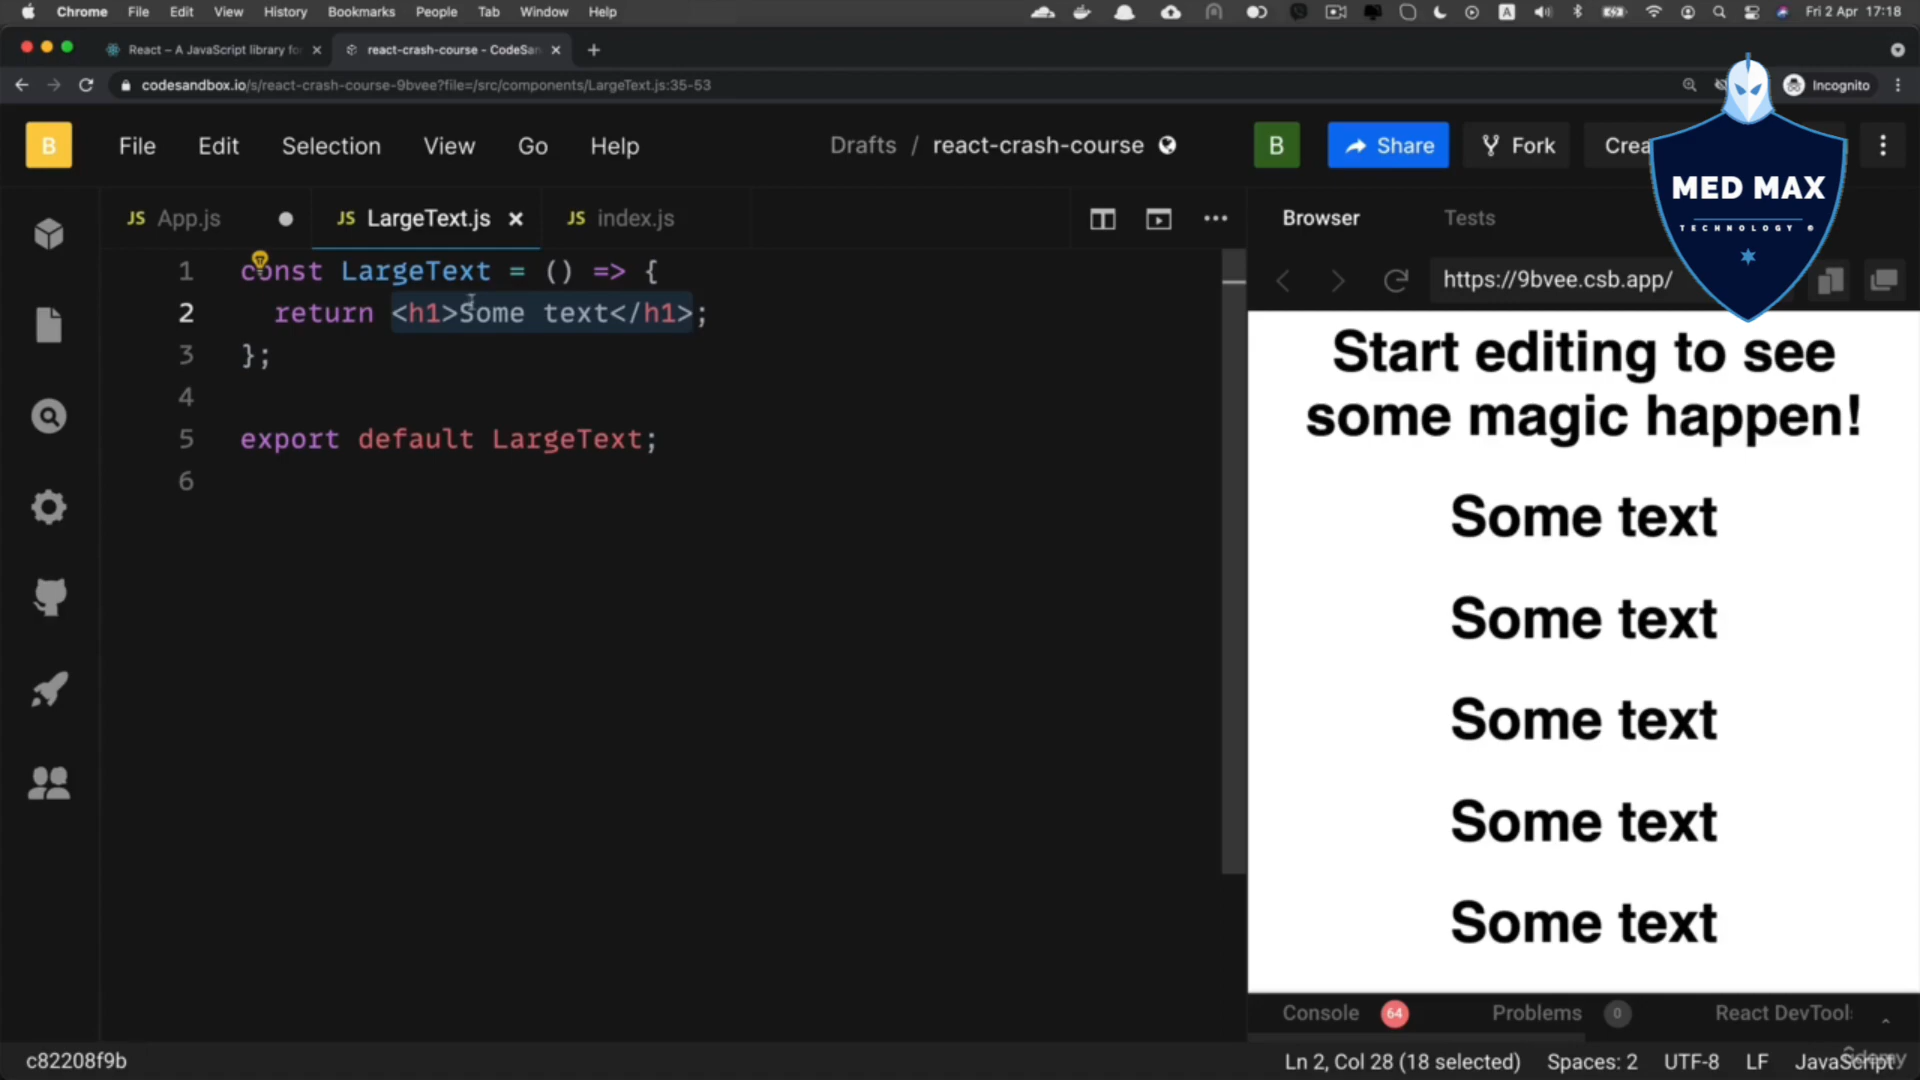 Chrome File Edit View History Bookmarks People Tab Window Help A Fri 2 Apr 17:18
React – A JavaScript library fo
react-crash-course - CodeSan
codesandbox.io/s/react-crash-course-9bvee?file=/src/components/LargeText.js:35-53
Incognito
B File Edit Selection View Go Help Drafts / react-crash-course B Share Fork Crea
MED MAX
TECHNOLOGY
JS App.js JS LargeText.js JS index.js Browser Tests
https://9bvee.csb.app/
1 const LargeText = () => {
2 return <h1>Some text</h1>;
3 };
4
5 export default LargeText;
6
Start editing to see
some magic happen!
Some text
Some text
Some text
Some text
Some text
Console 64 Problems 0 React DevTool
c82208f9b Ln 2, Col 28 (18 selected) Spaces: 2 UTF-8 LF JavaScript
Udemy